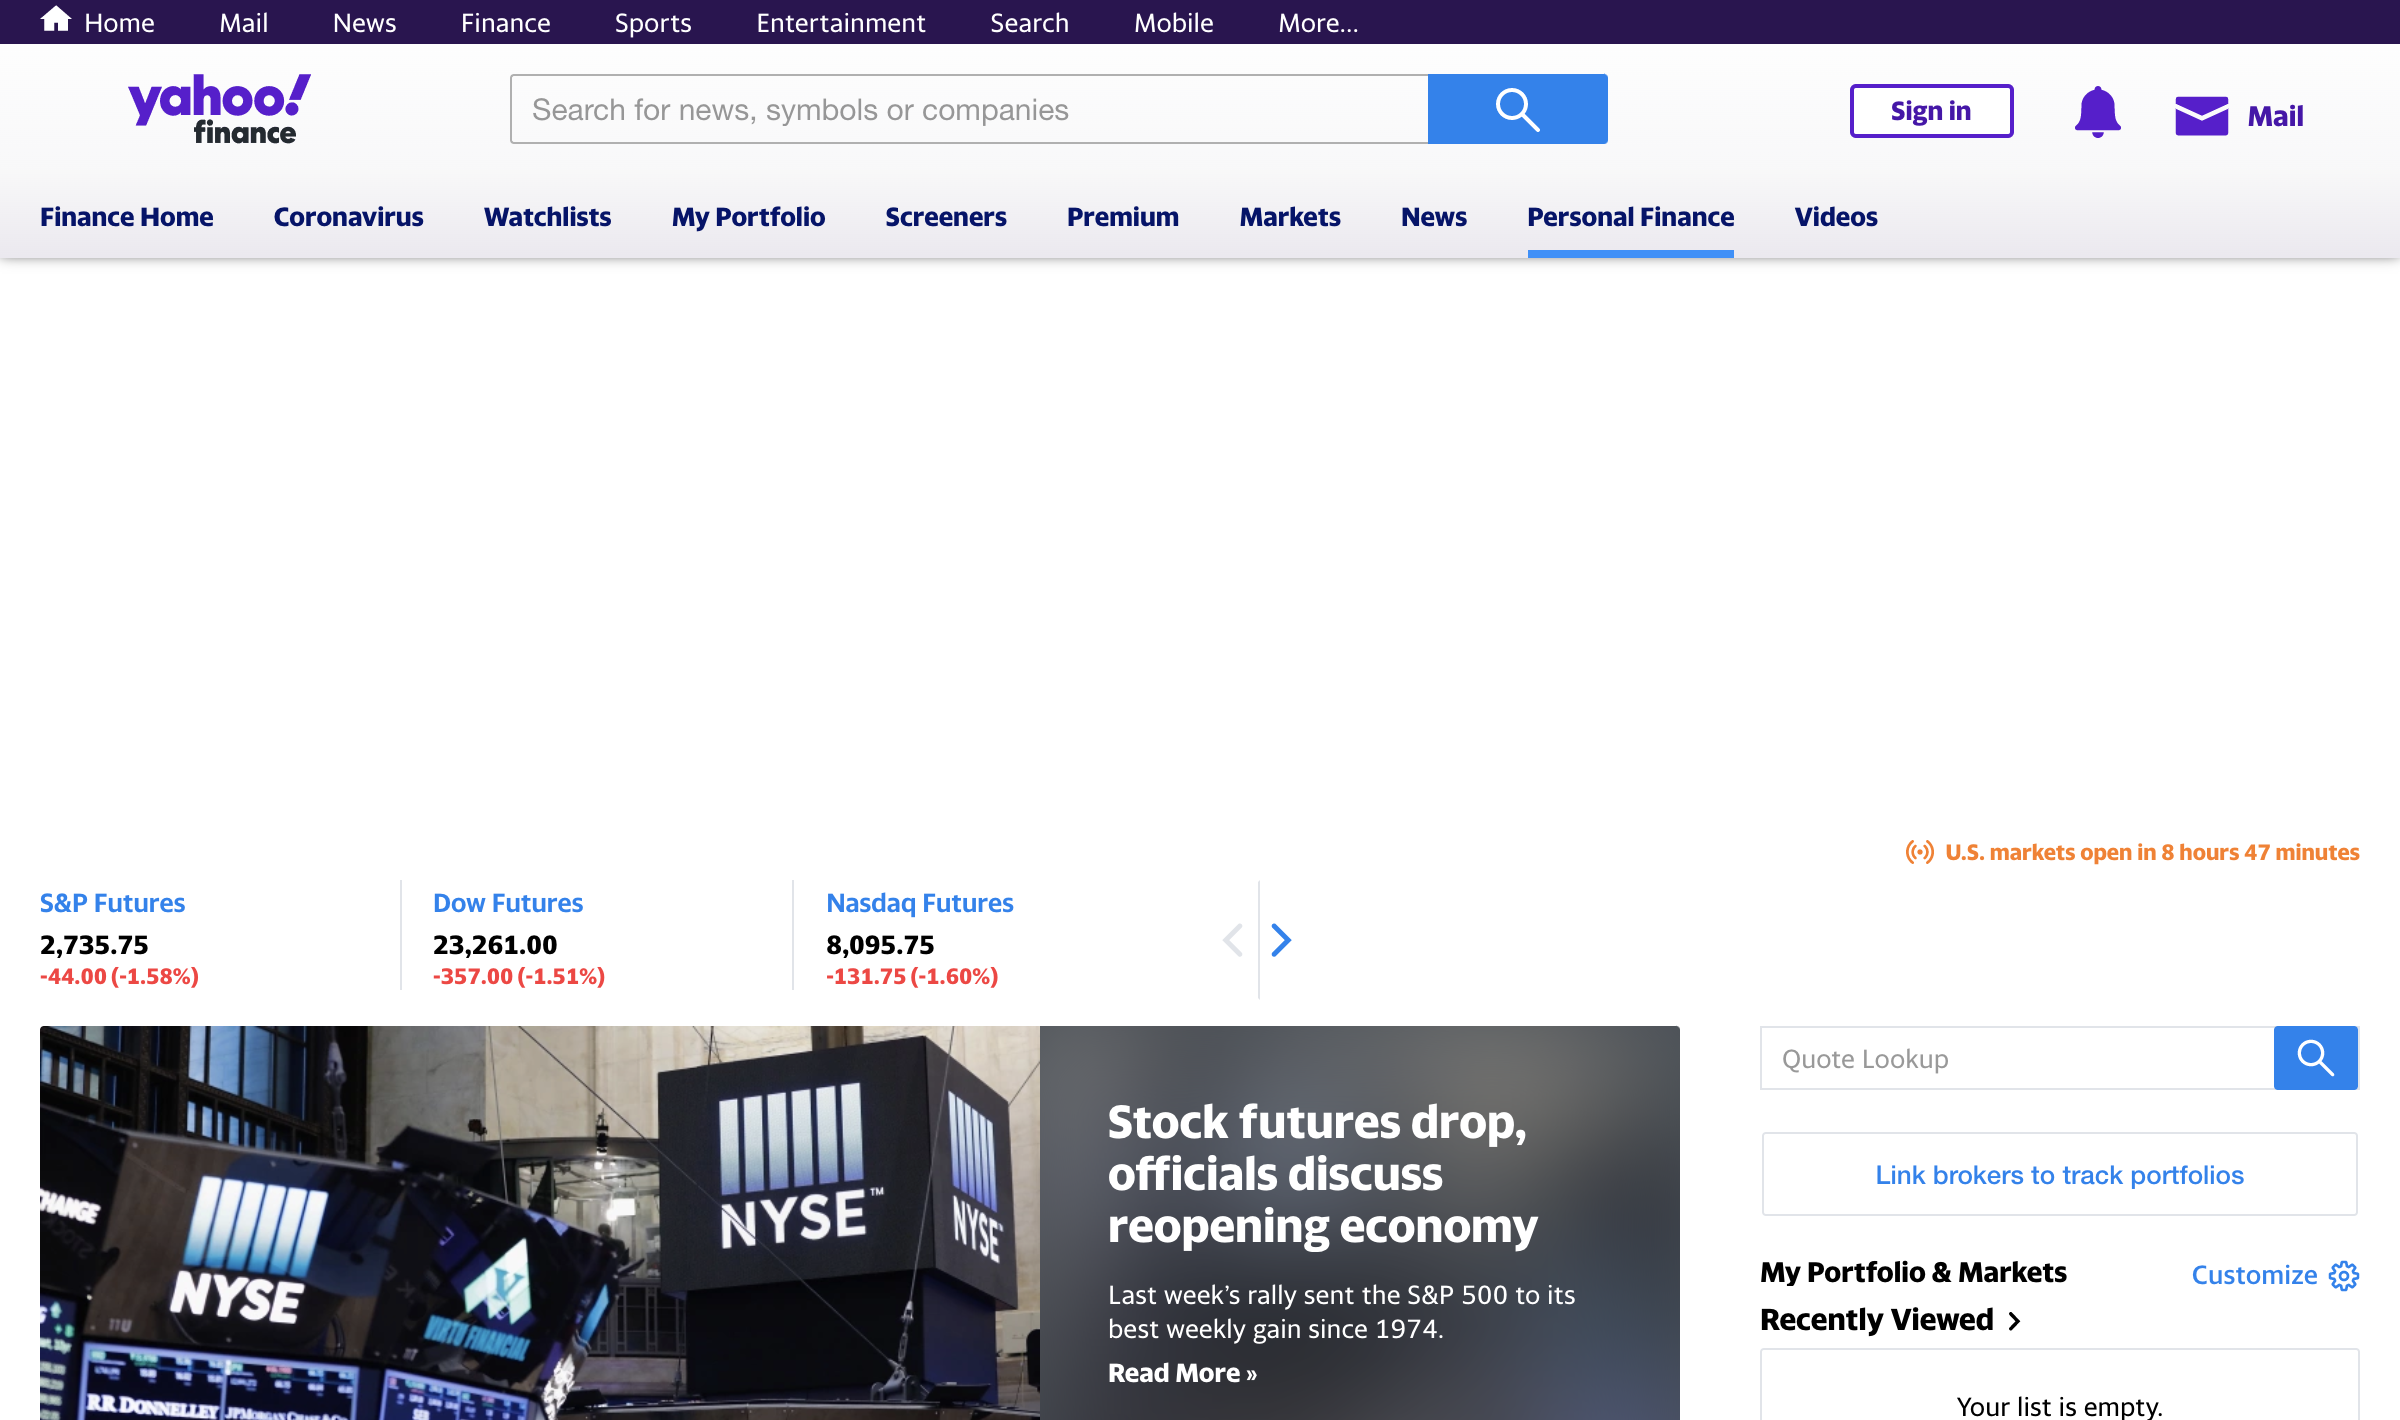 Home Mail News Finance Sports Entertainment Search Mobile More...
yahoo!
finance
Search for news, symbols or companies
Sign in
Mail
Finance Home Coronavirus Watchlists My Portfolio Screeners Premium Markets News Personal Finance Videos
U.S. markets open in 8 hours 47 minutes
S&P Futures
2,735.75
-44.00 (-1.58%)
Dow Futures
23,261.00
-357.00 (-1.51%)
Nasdaq Futures
8,095.75
-131.75 (-1.60%)
NYSE™
NYSE
NYSE
VIRTU FINANCIAL
RR DONNELLEY
Stock futures drop,
officials discuss
reopening economy
Last week's rally sent the S&P 500 to its
best weekly gain since 1974.
Read More »
Quote Lookup
Link brokers to track portfolios
My Portfolio & Markets
Customize
Recently Viewed
Your list is empty.